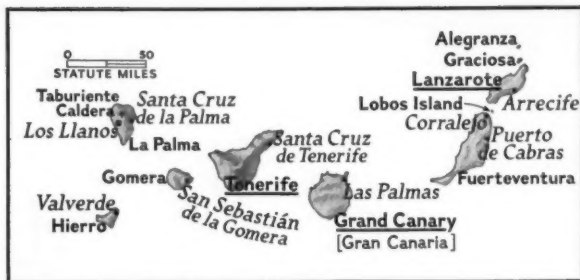 0 50
STATUTE MILES
Alegranza
Graciosa
Lanzarote
Arrecife
Lobos Island
Corralejo
Puerto
de Cabras
Fuerteventura
Taburiente
Caldera
Santa Cruz
de la Palma
Los Llanos
La Palma
Santa Cruz
de Tenerife
Gomera
Tenerife
San Sebastián
de la Gomera
Las Palmas
Grand Canary
[Gran Canaria]
Valverde
Hierro